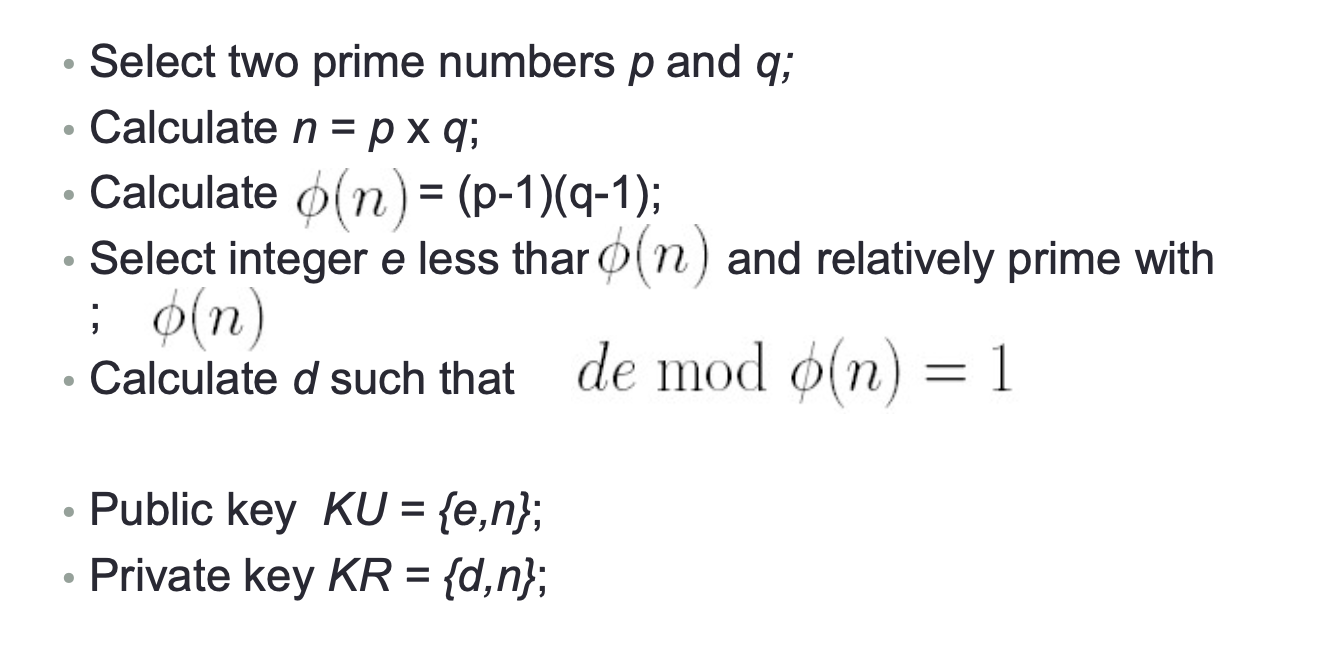 • Select two prime numbers p and q;
• Calculate n = p x q;
• Calculate ϕ(n) = (p-1)(q-1);
• Select integer e less thar ϕ(n) and relatively prime with
; ϕ(n)
• Calculate d such that de mod ϕ(n) = 1
• Public key KU = {e,n};
• Private key KR = {d,n};